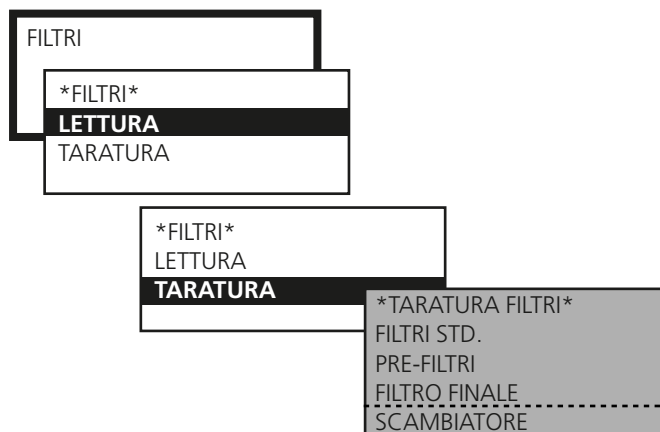 FILTRI
*FILTRI*
LETTURA
TARATURA
*FILTRI*
LETTURA
TARATURA
*TARATURA FILTRI*
FILTRI STD.
PRE-FILTRI
FILTRO FINALE
SCAMBIATORE